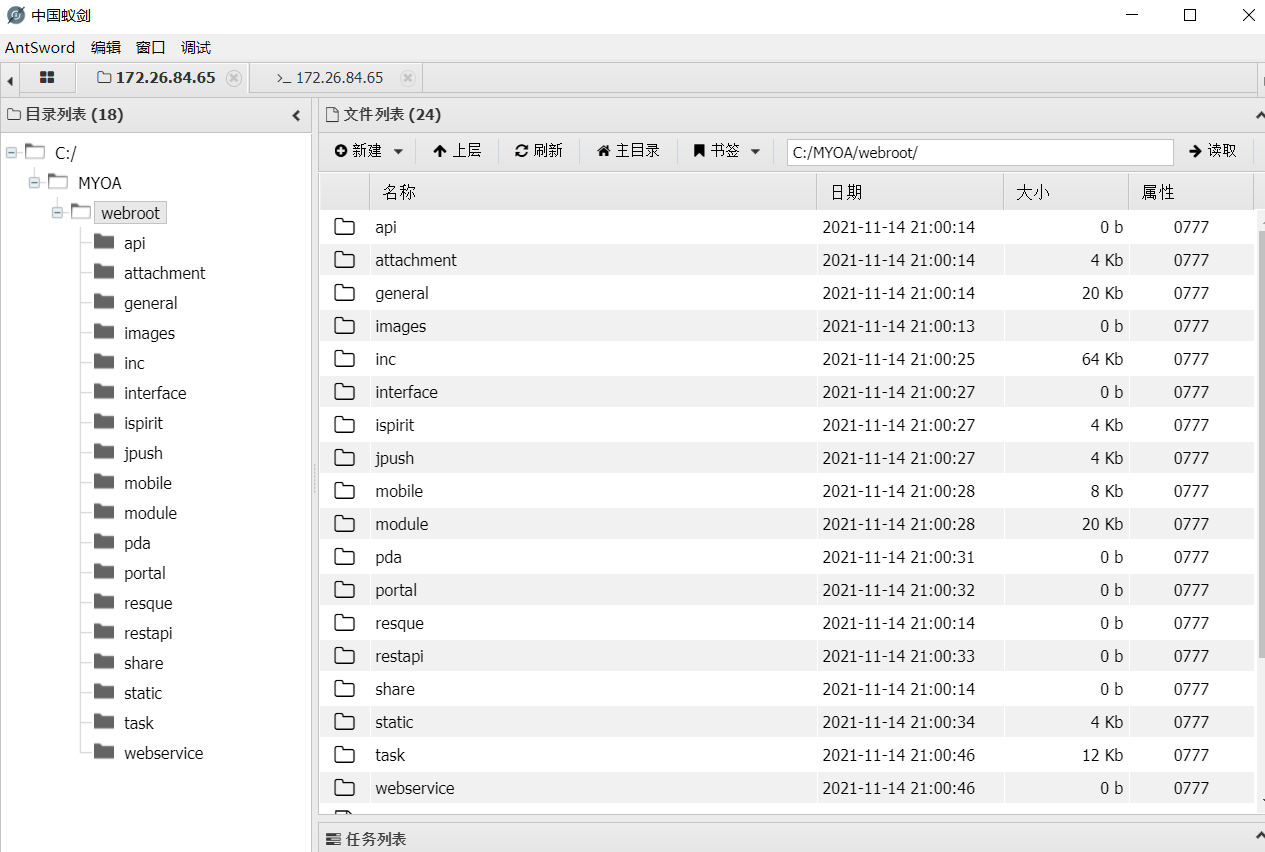 中国蚁剑
AntSword 编辑 窗口 调试
172.26.84.65 >_ 172.26.84.65
目录列表 (18)
C:/
MYOA
webroot
api
attachment
general
images
inc
interface
ispirit
jpush
mobile
module
pda
portal
resque
restapi
share
static
task
webservice
文件列表 (24)
新建 上层 刷新 主目录 书签 C:/MYOA/webroot/ 读取
名称 日期 大小 属性
api 2021-11-14 21:00:14 0 b 0777
attachment 2021-11-14 21:00:14 4 Kb 0777
general 2021-11-14 21:00:14 20 Kb 0777
images 2021-11-14 21:00:13 0 b 0777
inc 2021-11-14 21:00:25 64 Kb 0777
interface 2021-11-14 21:00:27 0 b 0777
ispirit 2021-11-14 21:00:27 4 Kb 0777
jpush 2021-11-14 21:00:27 4 Kb 0777
mobile 2021-11-14 21:00:28 8 Kb 0777
module 2021-11-14 21:00:28 20 Kb 0777
pda 2021-11-14 21:00:31 0 b 0777
portal 2021-11-14 21:00:32 0 b 0777
resque 2021-11-14 21:00:14 0 b 0777
restapi 2021-11-14 21:00:33 0 b 0777
share 2021-11-14 21:00:14 0 b 0777
static 2021-11-14 21:00:34 4 Kb 0777
task 2021-11-14 21:00:46 12 Kb 0777
webservice 2021-11-14 21:00:46 0 b 0777
任务列表